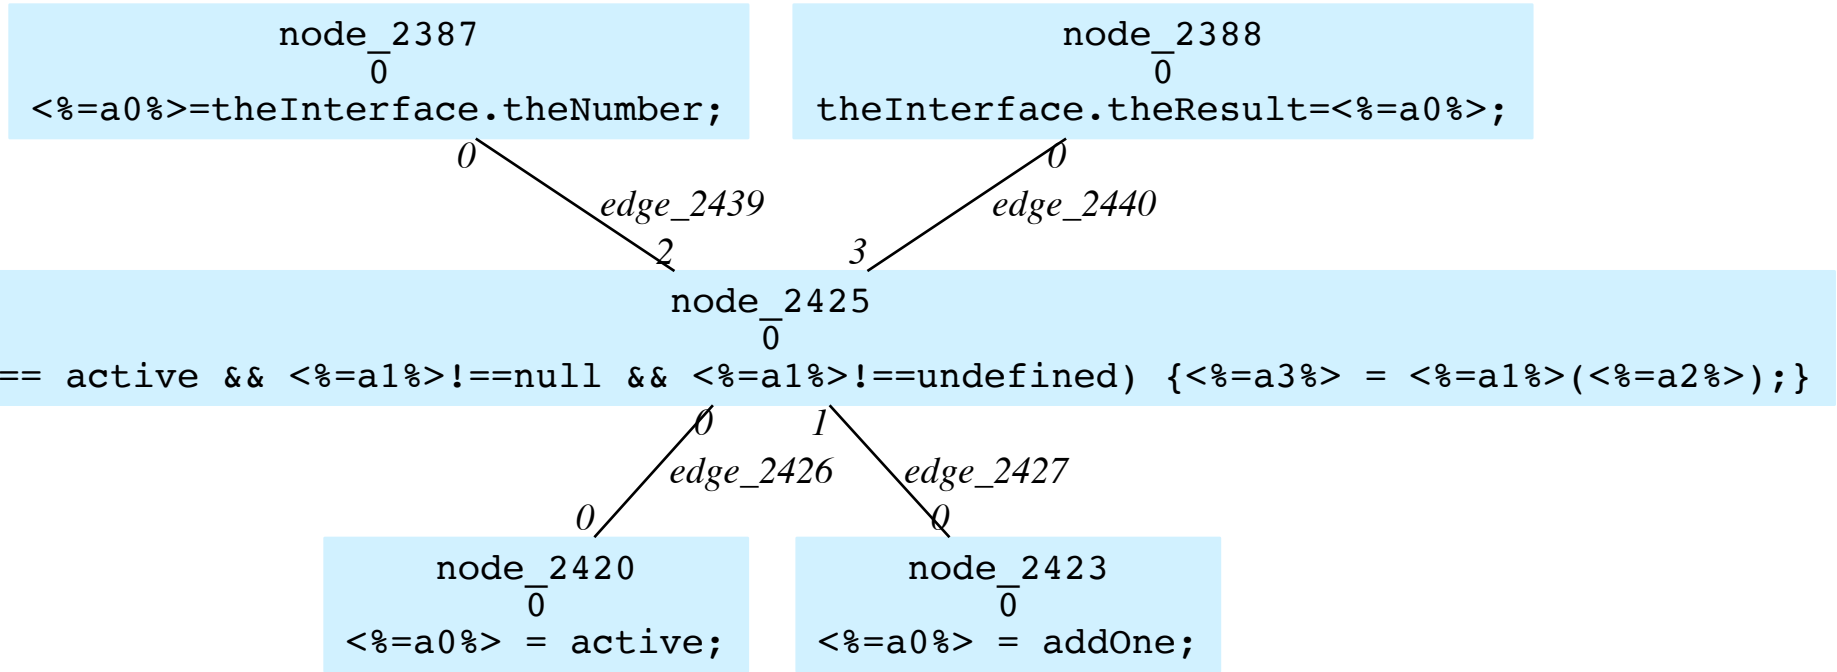 node_2387
0
<%=a0%>=theInterface.theNumber;
node_2388
0
theInterface.theResult=<%=a0%>;
0
0
edge_2439
edge_2440
2
3
node_2425
0
== active && <%=a1%>!==null && <%=a1%>!==undefined) {<%=a3%> = <%=a1%>(<%=a2%>);}
0
1
edge_2426
edge_2427
0
0
node_2420
0
<%=a0%> = active;
node_2423
0
<%=a0%> = addOne;